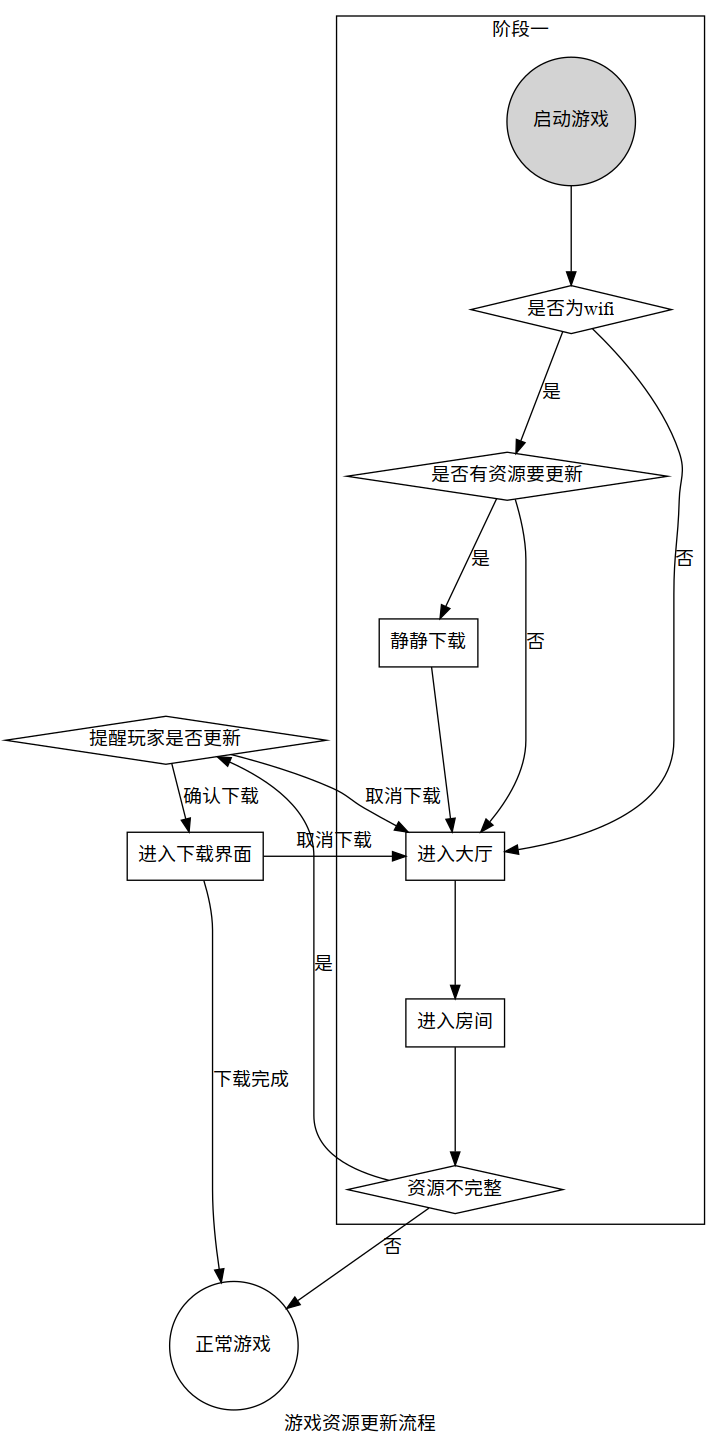 阶段一
启动游戏
是否为wifi
是
是否有资源要更新
是
否
静静下载
否
提醒玩家是否更新
确认下载
取消下载
取消下载
进入下载界面
进入大厅
是
进入房间
下载完成
资源不完整
否
正常游戏
游戏资源更新流程